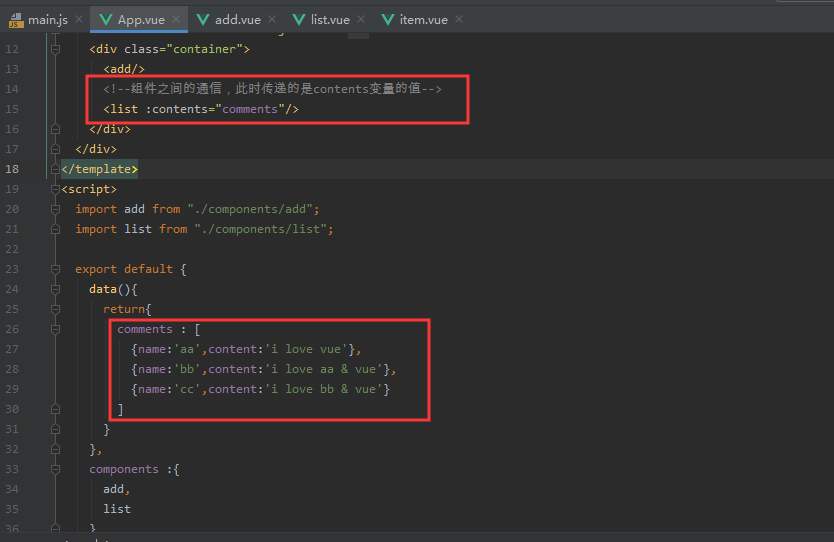 main.js App.vue add.vue list.vue item.vue
12 <div class="container">
13 <add/>
14 <!--组件之间的通信，此时传递的是contents变量的值-->
15 <list :contents="comments"/>
16 </div>
17 </div>
18 </template>
19 <script>
20 import add from "./components/add";
21 import list from "./components/list";
22
23 export default {
24 data(){
25 return{
26 comments : [
27 {name:'aa',content:'i love vue'},
28 {name:'bb',content:'i love aa & vue'},
29 {name:'cc',content:'i love bb & vue'}
30 ]
31 }
32 },
33 components :{
34 add,
35 list
36 }